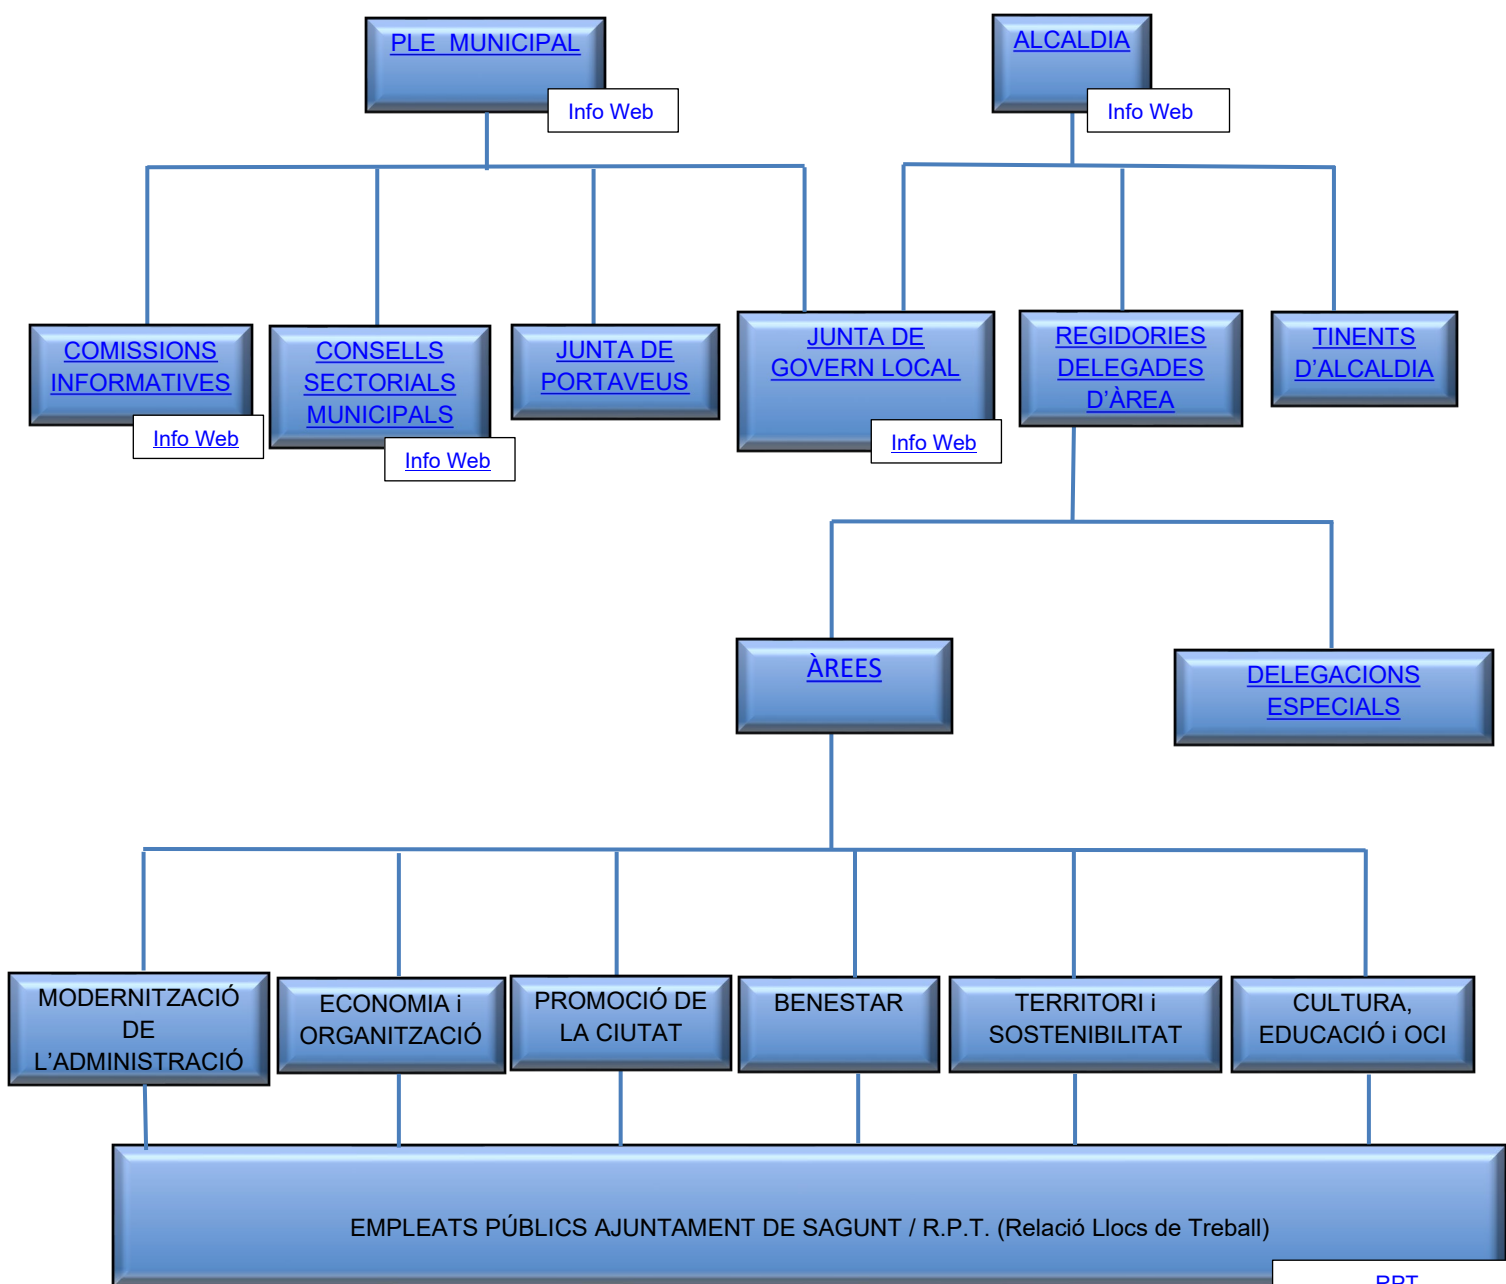 PLE MUNICIPAL
Info Web
ALCALDIA
Info Web
COMISSIONS
INFORMATIVES
Info Web
CONSELLS
SECTORIALS
MUNICIPALS
Info Web
JUNTA DE
PORTAVEUS
JUNTA DE
GOVERN LOCAL
Info Web
REGIDORIES
DELEGADES
D'ÀREA
TINENTS
D'ALCALDIA
ÀREES
DELEGACIONS
ESPECIALS
MODERNITZACIÓ
DE
L'ADMINISTRACIÓ
ECONOMIA i
ORGANITZACIÓ
PROMOCIÓ DE
LA CIUTAT
BENESTAR
TERRITORI i
SOSTENIBILITAT
CULTURA,
EDUCACIÓ i OCI
EMPLEATS PÚBLICS AJUNTAMENT DE SAGUNT / R.P.T. (Relació Llocs de Treball)
RPT